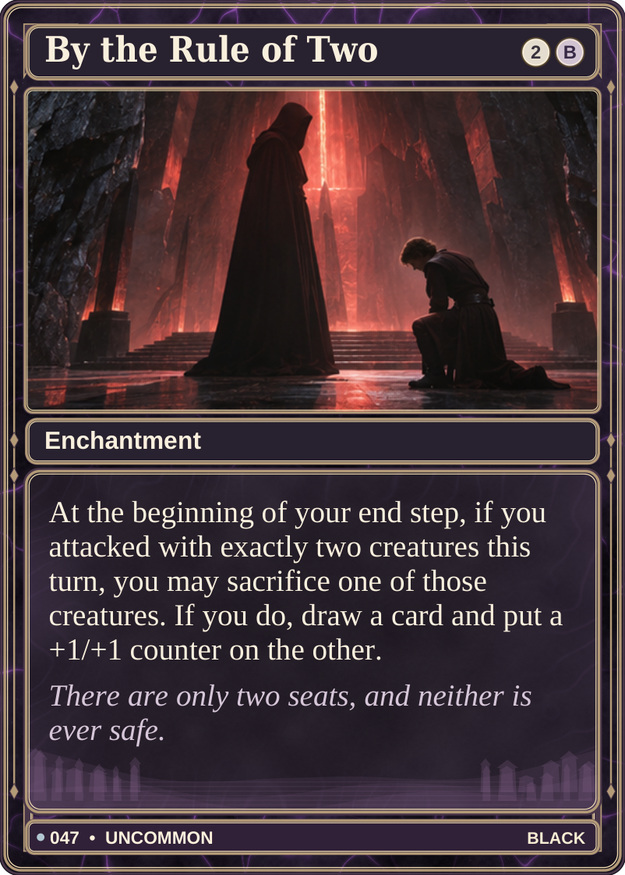 By the Rule of Two
2 B
Enchantment
At the beginning of your end step, if you
attacked with exactly two creatures this
turn, you may sacrifice one of those
creatures. If you do, draw a card and put a
+1/+1 counter on the other.
There are only two seats, and neither is
ever safe.
047 • UNCOMMON
BLACK